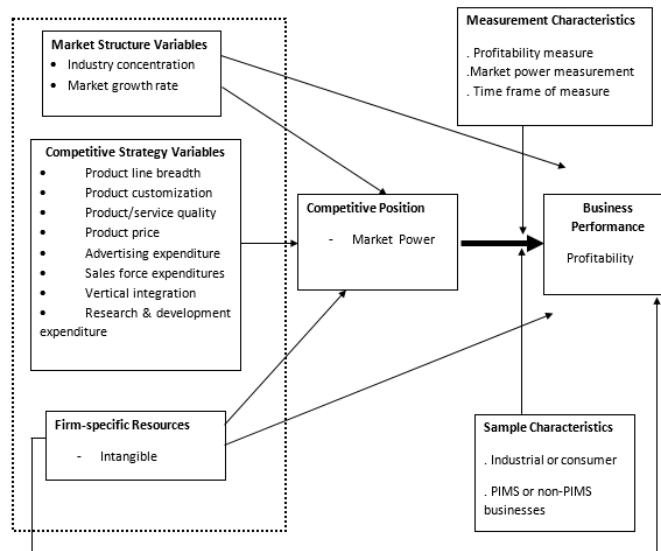 Market Structure Variables
• Industry concentration
• Market growth rate
Competitive Strategy Variables
• Product line breadth
• Product customization
• Product/service quality
• Product price
• Advertising expenditure
• Sales force expenditures
• Vertical integration
• Research & development
expenditure
Firm-specific Resources
- Intangible
Competitive Position
- Market Power
Measurement Characteristics
. Profitability measure
.Market power measurement
. Time frame of measure
Business
Performance
Profitability
Sample Characteristics
. Industrial or consumer
. PIMS or non-PIMS
businesses